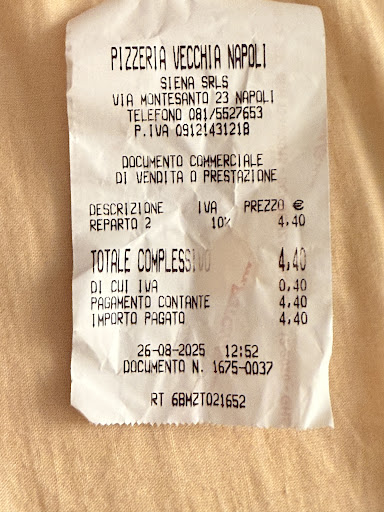 PIZZERIA VECCHIA NAPOLI
SIENA SRLS
VIA MONTESANTO 23 NAPOLI
TELEFONO 081/5527653
P.IVA 09121431218
DOCUMENTO COMMERCIALE
DI VENDITA O PRESTAZIONE
DESCRIZIONE IVA PREZZO €
REPARTO 2 10% 4,40
TOTALE COMPLESSIVO 4,40
DI CUI IVA 0,40
PAGAMENTO CONTANTE 4,40
IMPORTO PAGATO 4,40
26-08-2025 12:52
DOCUMENTO N. 1675-0037
RT 6BMZT021652